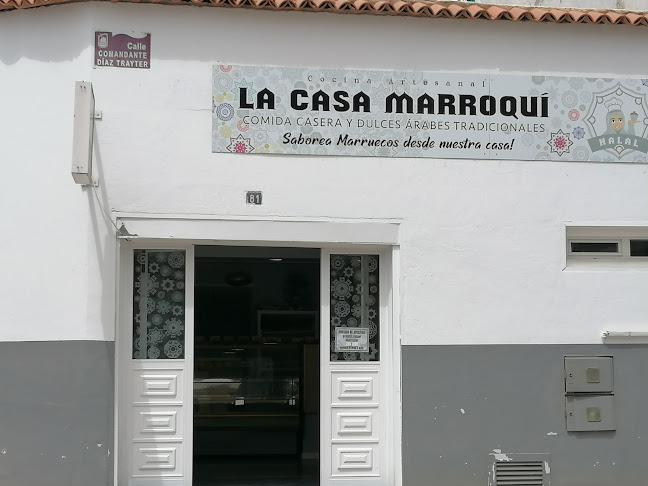 Calle
COMANDANTE
DÍAZ TRAYTER
Cocina Artesanal
LA CASA MARROQUÍ
COMIDA CASERA Y DULCES ÁRABES TRADICIONALES
Saborea Marruecos desde nuestra casa!
HALAL
81